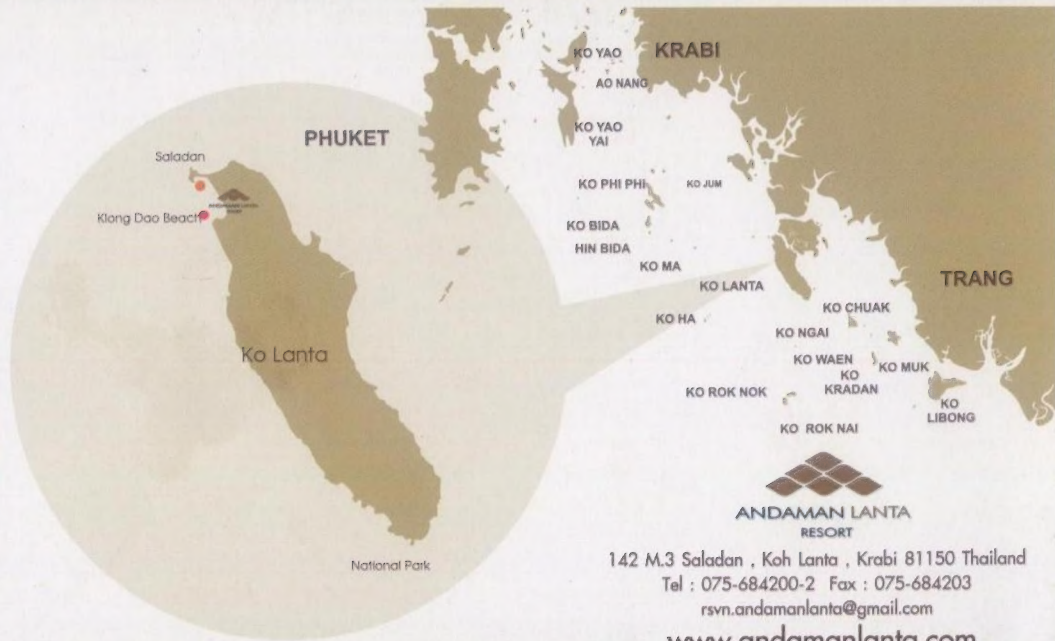 KO YAO
KRABI
AO NANG
KO YAO
YAI
PHUKET
Saladan
ANDAMAN LANTA
RESORT
Klong Dao Beach
KO PHI PHI
KO JUM
KO BIDA
HIN BIDA
KO MA
KO LANTA
TRANG
KO CHUAK
KO HA
KO NGAI
Ko Lanta
KO WAEN
KO MUK
KO
KRADAN
KO ROK NOK
KO
LIBONG
KO ROK NAI
ANDAMAN LANTA
RESORT
National Park
142 M.3 Saladan , Koh Lanta , Krabi 81150 Thailand
Tel : 075-684200-2 Fax : 075-684203
rsvn.andamanlanta@gmail.com
www.andamanlanta.com